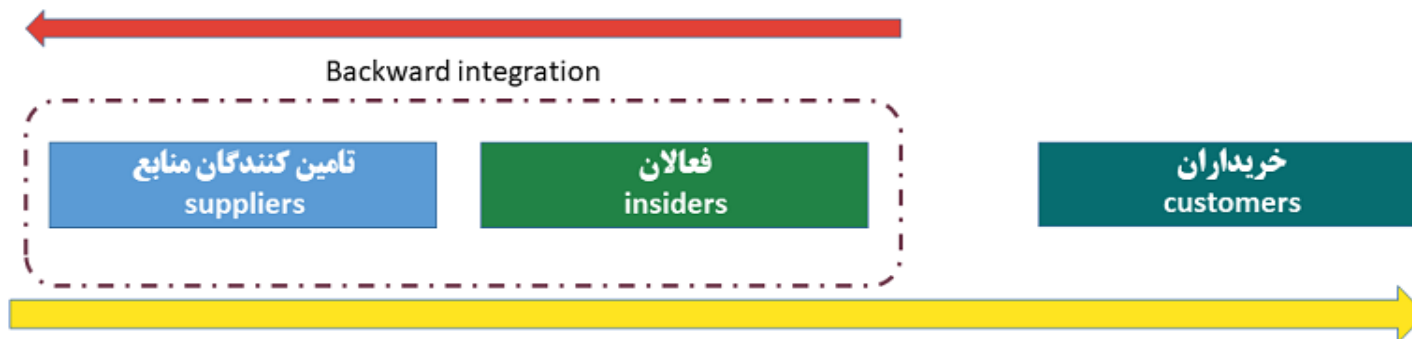 Backward integration
تامین کنندگان منابع
suppliers
فعالان
insiders
خریداران
customers